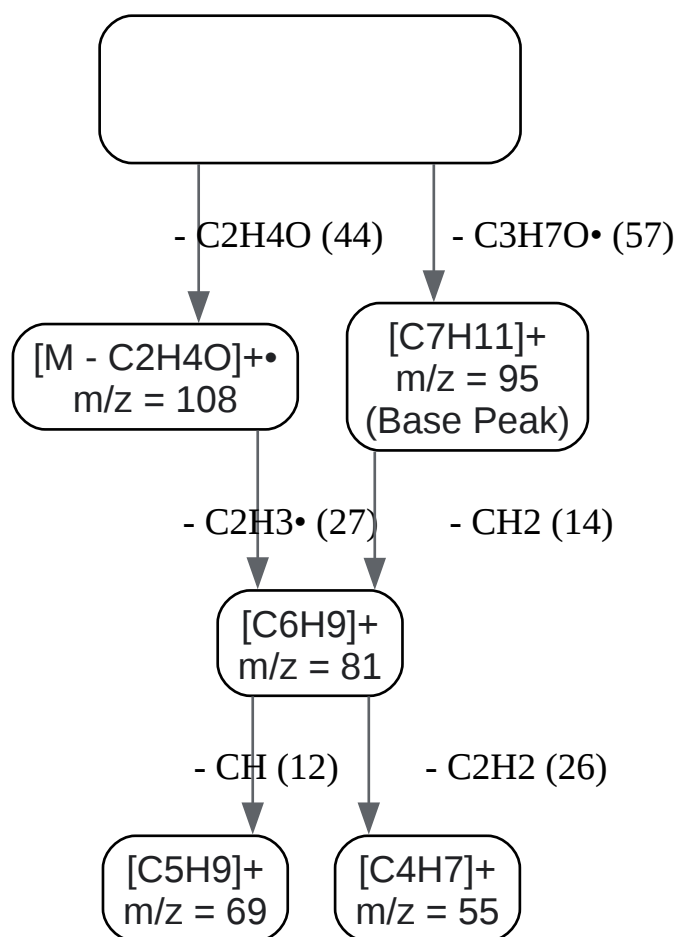 - C2H4O (44)
- C3H7O• (57)
[M - C2H4O]+•
m/z = 108
[C7H11]+
m/z = 95
(Base Peak)
- C2H3• (27)
- CH2 (14)
[C6H9]+
m/z = 81
- CH (12)
- C2H2 (26)
[C5H9]+
m/z = 69
[C4H7]+
m/z = 55